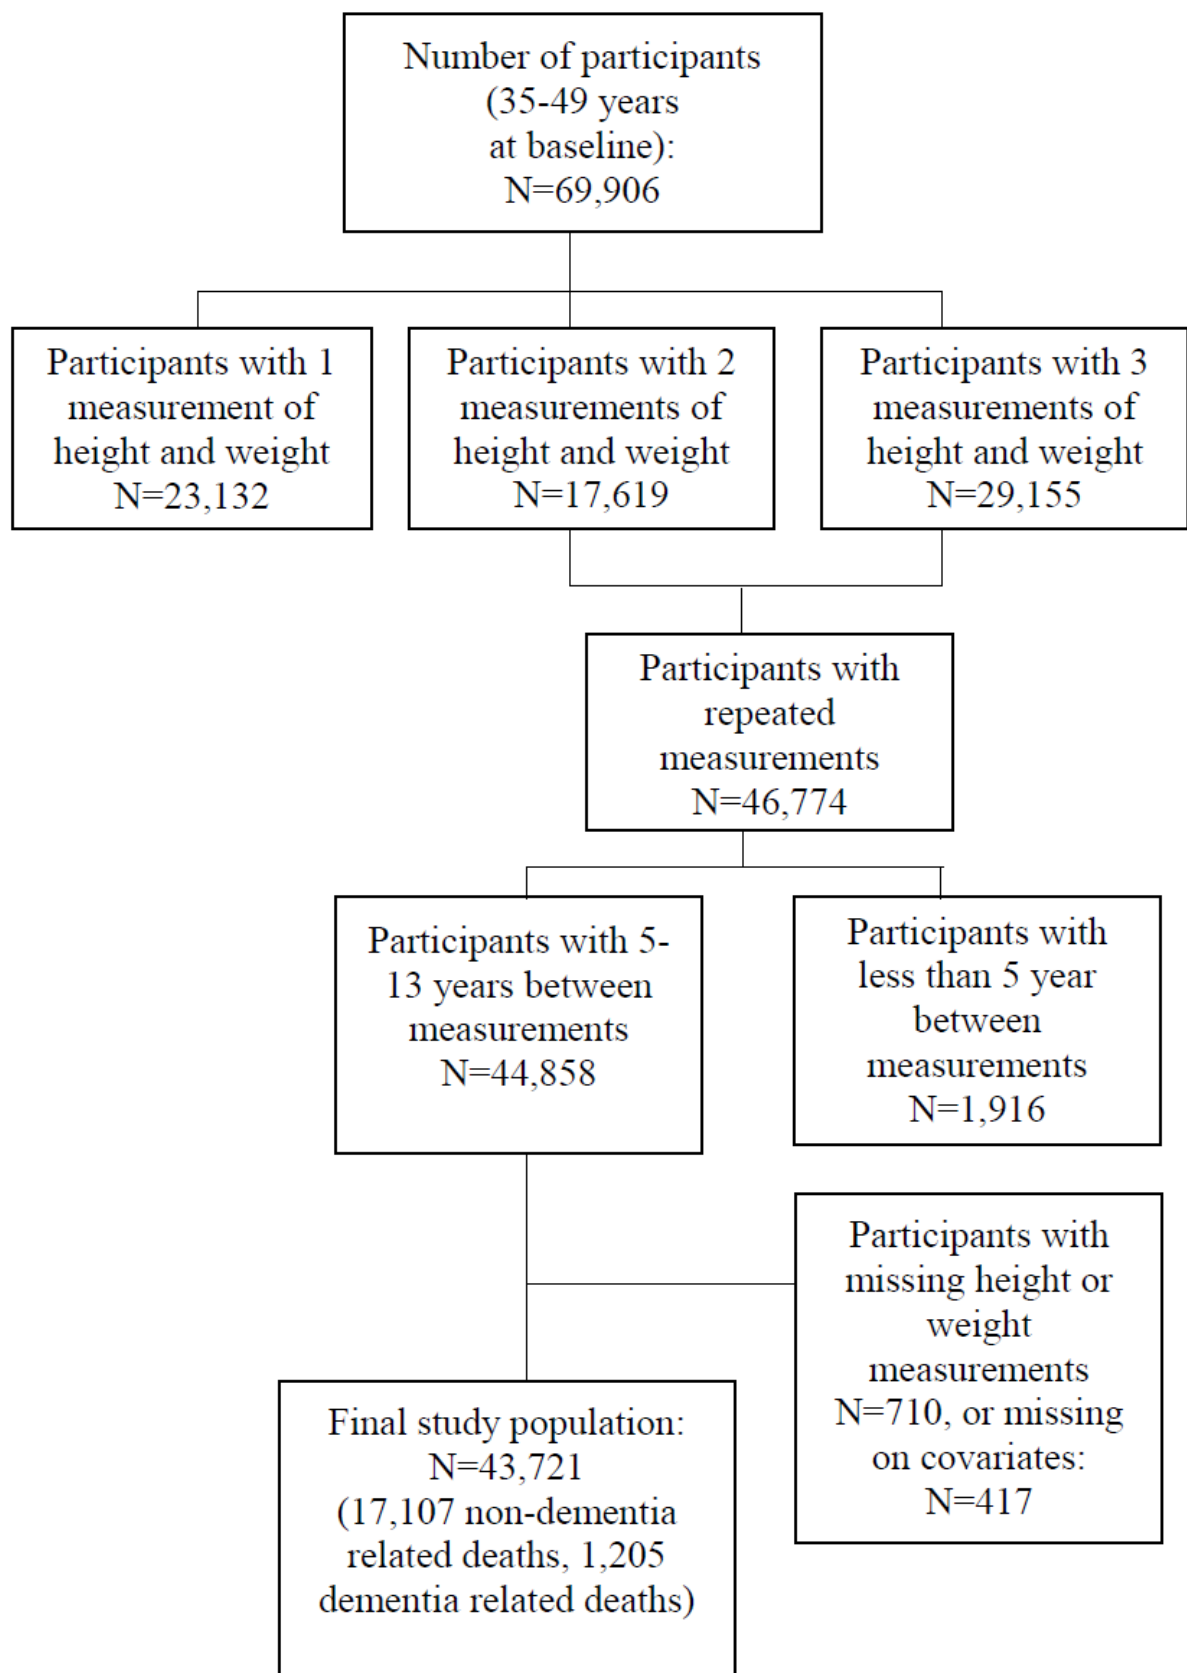 Number of participants
(35-49 years
at baseline):
N=69,906
Participants with 1
measurement of
height and weight
N=23,132
Participants with 2
measurements of
height and weight
N=17,619
Participants with 3
measurements of
height and weight
N=29,155
Participants with
repeated
measurements
N=46,774
Participants with 5-
13 years between
measurements
N=44,858
Participants with
less than 5 year
between
measurements
N=1,916
Participants with
missing height or
weight
measurements
N=710, or missing
on covariates:
N=417
Final study population:
N=43,721
(17,107 non-dementia
related deaths, 1,205
dementia related deaths)